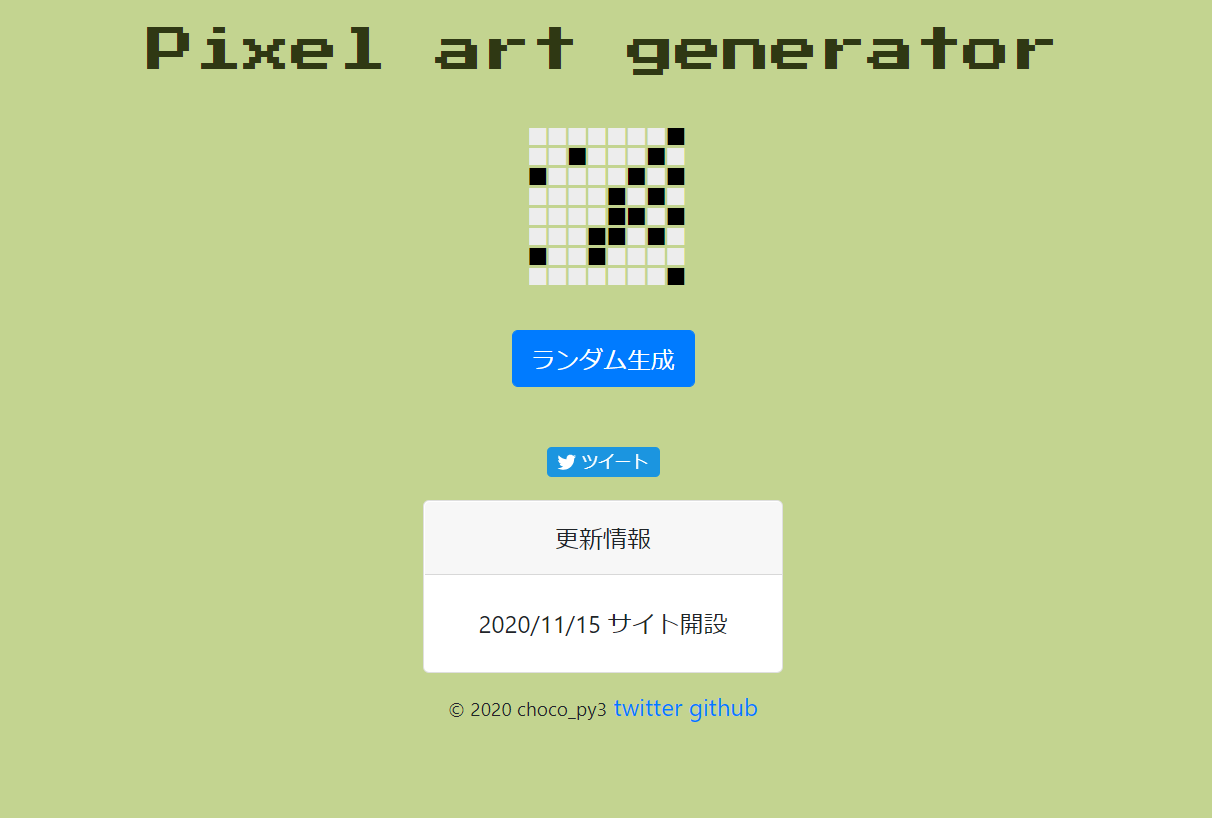 Pixel art generator
ランダム生成
ツイート
更新情報
2020/11/15 サイト開設
© 2020 choco_py3 twitter github